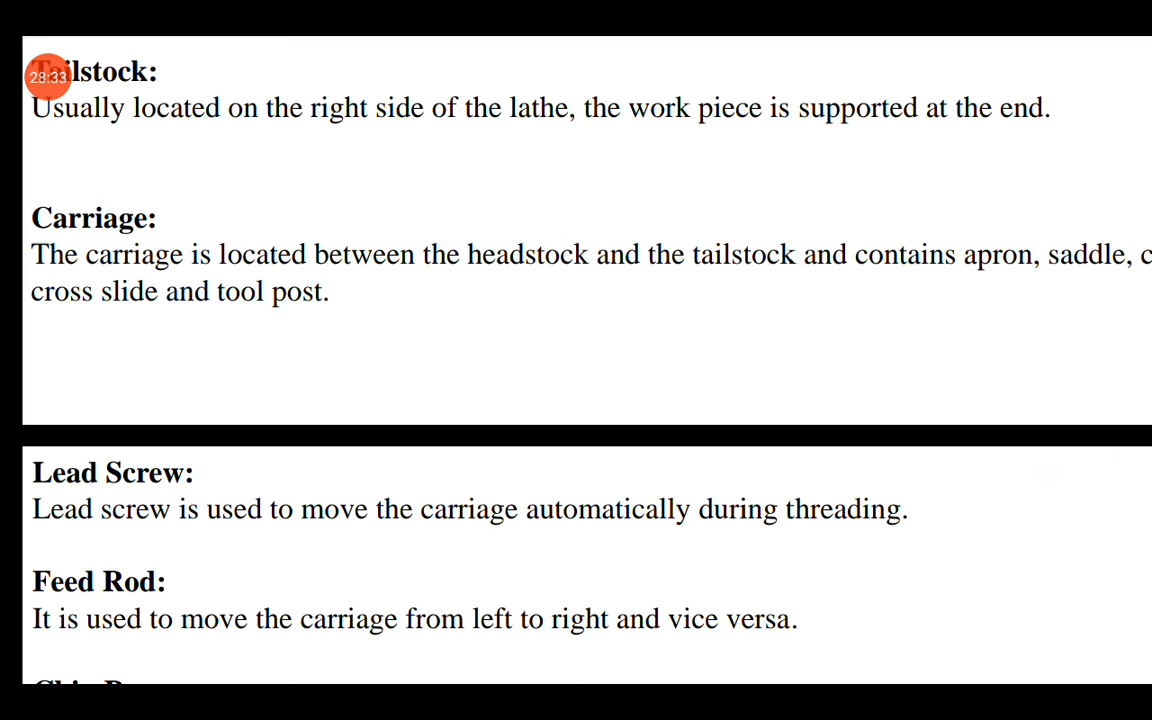 Tailstock:
28:33
Usually located on the right side of the lathe, the work piece is supported at the end.
Carriage:
The carriage is located between the headstock and the tailstock and contains apron, saddle,
cross slide and tool post.
Lead Screw:
Lead screw is used to move the carriage automatically during threading.
Feed Rod:
It is used to move the carriage from left to right and vice versa.